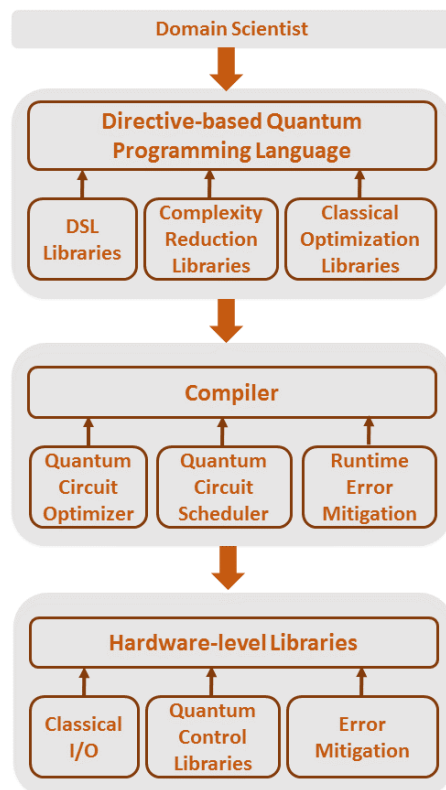 Domain Scientist
Directive-based Quantum
Programming Language
DSL
Libraries
Complexity
Reduction
Libraries
Classical
Optimization
Libraries
Compiler
Quantum
Circuit
Optimizer
Quantum
Circuit
Scheduler
Runtime
Error
Mitigation
Hardware-level Libraries
Classical
I/O
Quantum
Control
Libraries
Error
Mitigation